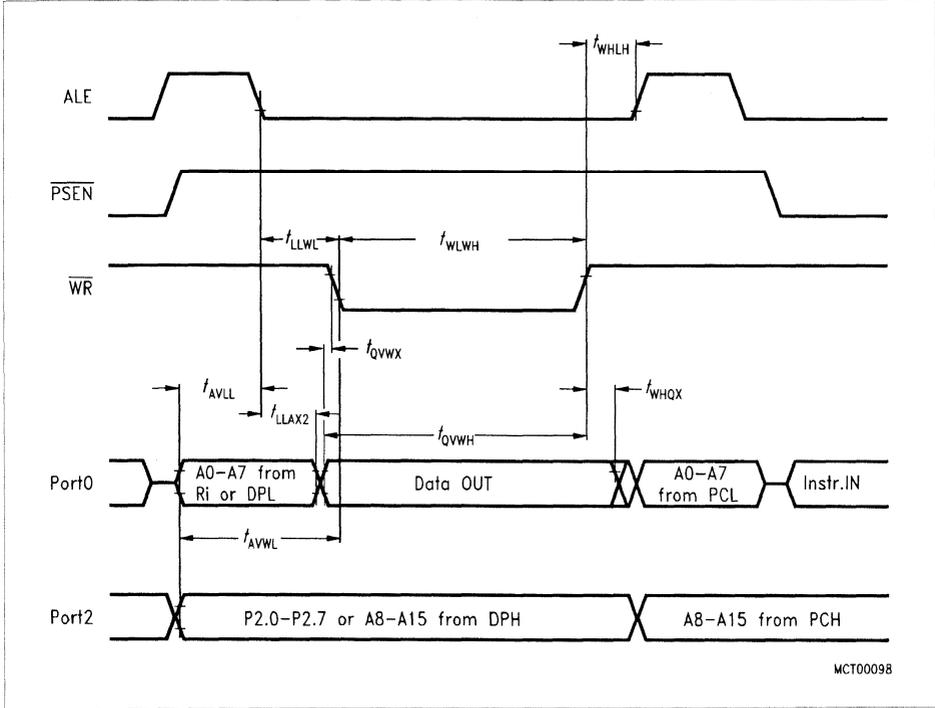 tWHLH
ALE
PSEN
tLLWL
tWLWH
WR
tQVWX
tAVLL
tWHQX
tLLAX2
tQVWH
Port0
A0-A7 from
Ri or DPL
Data OUT
A0-A7
from PCL
Instr.IN
tAVWL
Port2
P2.0-P2.7 or A8-A15 from DPH
A8-A15 from PCH
MCT00098